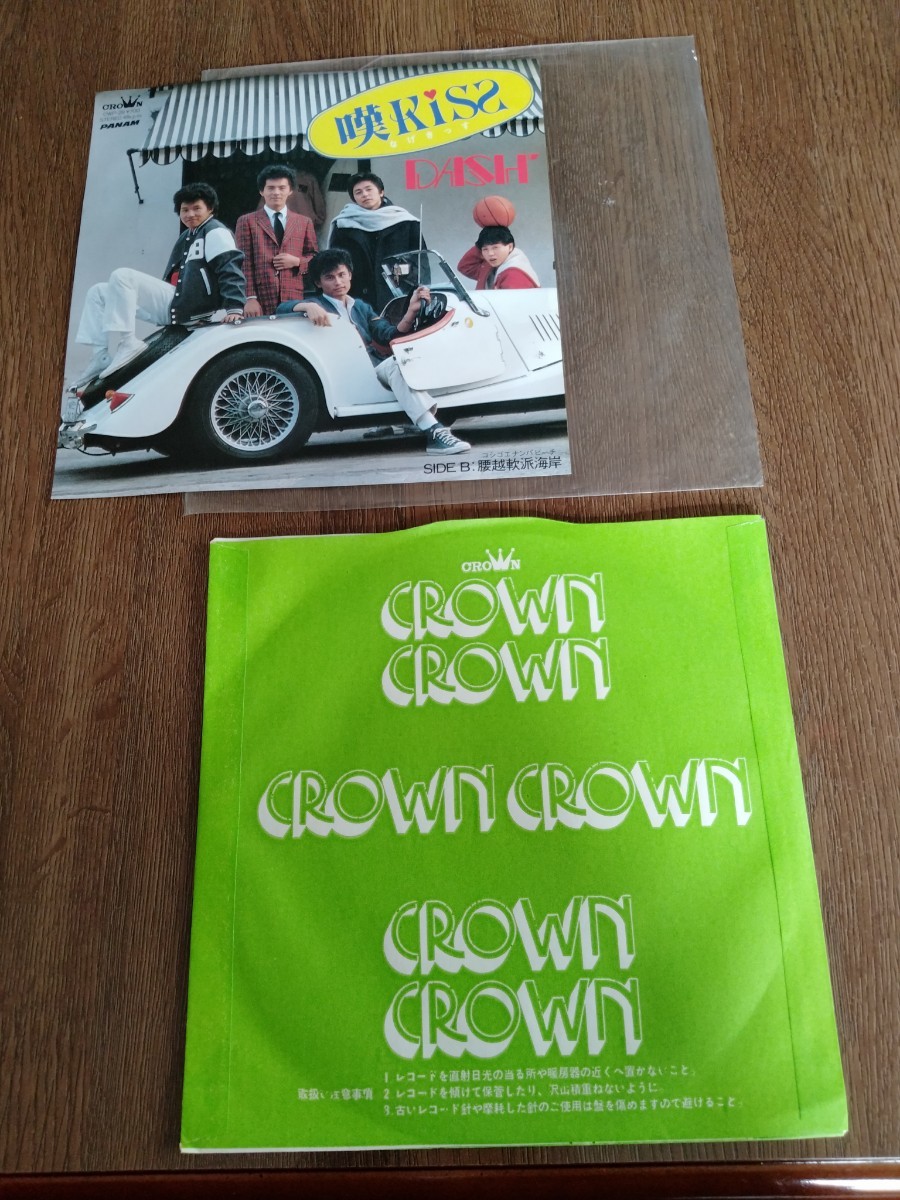 CROWN
PANAM
嘆KiSS
なげきっす
DASH
コシゴエナンパビーチ
SIDE B:腰越軟派海岸
CROWN
CROWN
CROWN
CROWN CROWN
CROWN
CROWN
1 レコードを直射日光の当る所や暖房器の近くへ置かないこと」
取扱い注意事項 2 レコードを傾けて保管したり、沢山積重ねないように」
3.古いレコード針や摩耗した針のご使用は盤を傷めますので避けること」